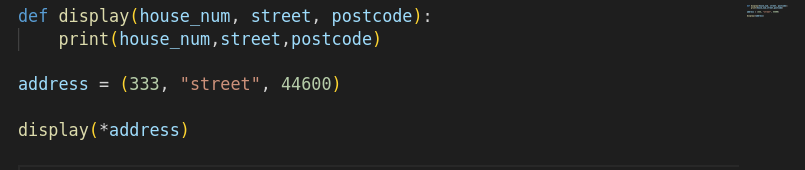 def display(house_num, street, postcode):
    print(house_num,street,postcode)
address = (333, "street", 44600)
display(*address)